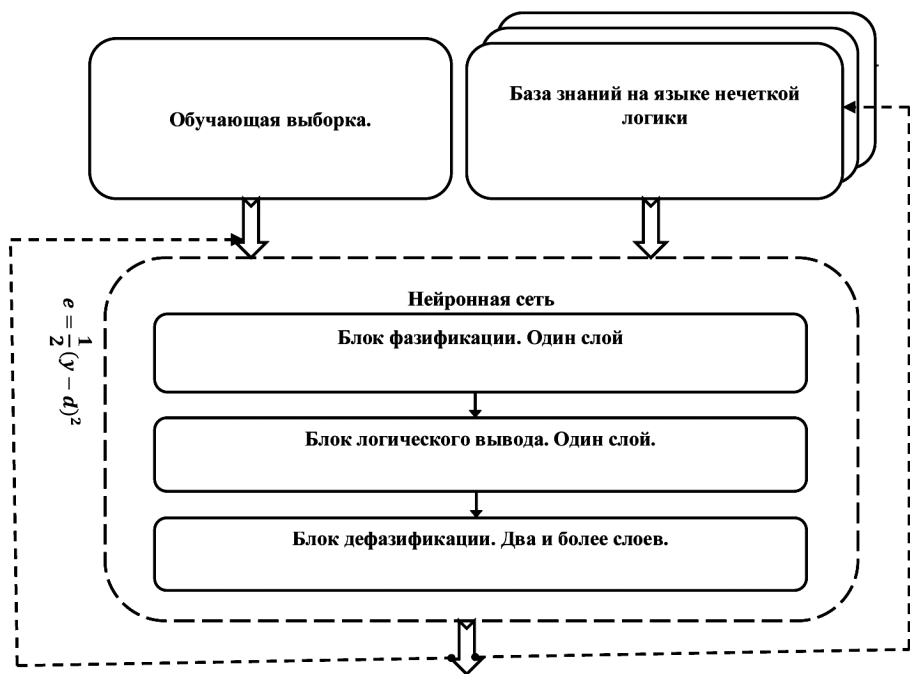 Обучающая выборка.
База знаний на языке нечеткой
логики
Нейронная сеть
Блок фазификации. Один слой
Блок логического вывода. Один слой.
Блок дефазификации. Два и более слоев.
e = 1/2 (y − d)²